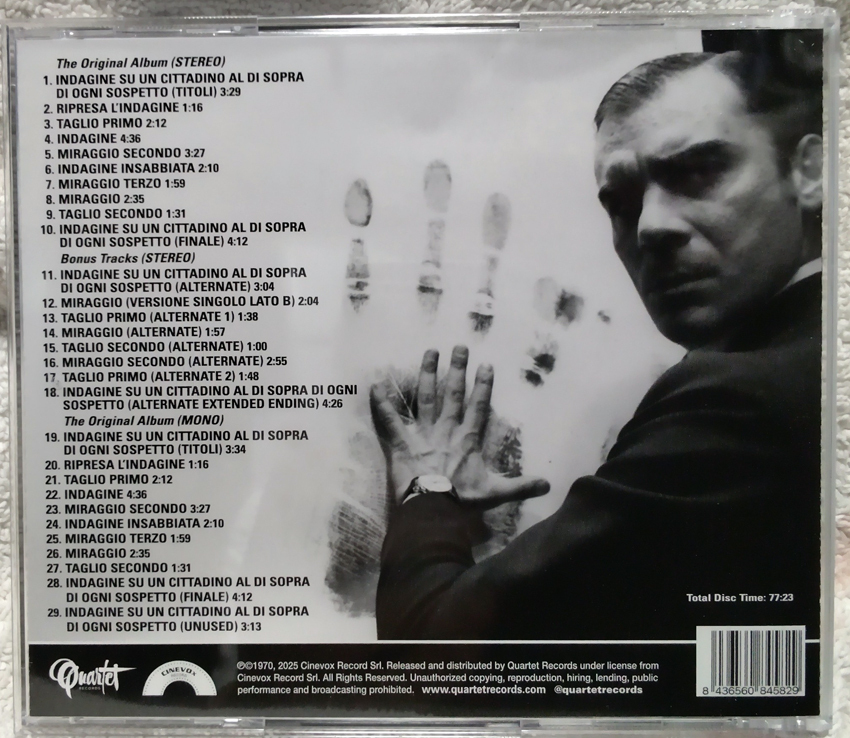 The Original Album (STEREO)
1. INDAGINE SU UN CITTADINO AL DI SOPRA
DI OGNI SOSPETTO (TITOLI) 3:29
2. RIPRESA L'INDAGINE 1:16
3. TAGLIO PRIMO 2:12
4. INDAGINE 4:36
5. MIRAGGIO SECONDO 3:27
6. INDAGINE INSABBIATA 2:10
7. MIRAGGIO TERZO 1:59
8. MIRAGGIO 2:35
9. TAGLIO SECONDO 1:31
10. INDAGINE SU UN CITTADINO AL DI SOPRA
DI OGNI SOSPETTO (FINALE) 4:12
Bonus Tracks (STEREO)
11. INDAGINE SU UN CITTADINO AL DI SOPRA
DI OGNI SOSPETTO (ALTERNATE) 3:04
12. MIRAGGIO (VERSIONE SINGOLO LATO B) 2:04
13. TAGLIO PRIMO (ALTERNATE 1) 1:38
14. MIRAGGIO (ALTERNATE) 1:57
15. TAGLIO SECONDO (ALTERNATE) 1:00
16. MIRAGGIO SECONDO (ALTERNATE) 2:55
17. TAGLIO PRIMO (ALTERNATE 2) 1:48
18. INDAGINE SU UN CITTADINO AL DI SOPRA DI OGNI
SOSPETTO (ALTERNATE EXTENDED ENDING) 4:26
The Original Album (MONO)
19. INDAGINE SU UN CITTADINO AL DI SOPRA
DI OGNI SOSPETTO (TITOLI) 3:34
20. RIPRESA L'INDAGINE 1:16
21. TAGLIO PRIMO 2:12
22. INDAGINE 4:36
23. MIRAGGIO SECONDO 3:27
24. INDAGINE INSABBIATA 2:10
25. MIRAGGIO TERZO 1:59
26. MIRAGGIO 2:35
27. TAGLIO SECONDO 1:31
28. INDAGINE SU UN CITTADINO AL DI SOPRA
DI OGNI SOSPETTO (FINALE) 4:12
29. INDAGINE SU UN CITTADINO AL DI SOPRA
DI OGNI SOSPETTO (UNUSED) 3:13
Total Disc Time: 77:23
Quartet
RECORDS
CINEVOX
RECORD
℗©1970, 2025 Cinevox Record Srl. Released and distributed by Quartet Records under license from
Cinevox Record Srl. All Rights Reserved. Unauthorized copying, reproduction, hiring, lending, public
performance and broadcasting prohibited. www.quartetrecords.com @quartetrecords
8 436560 845829